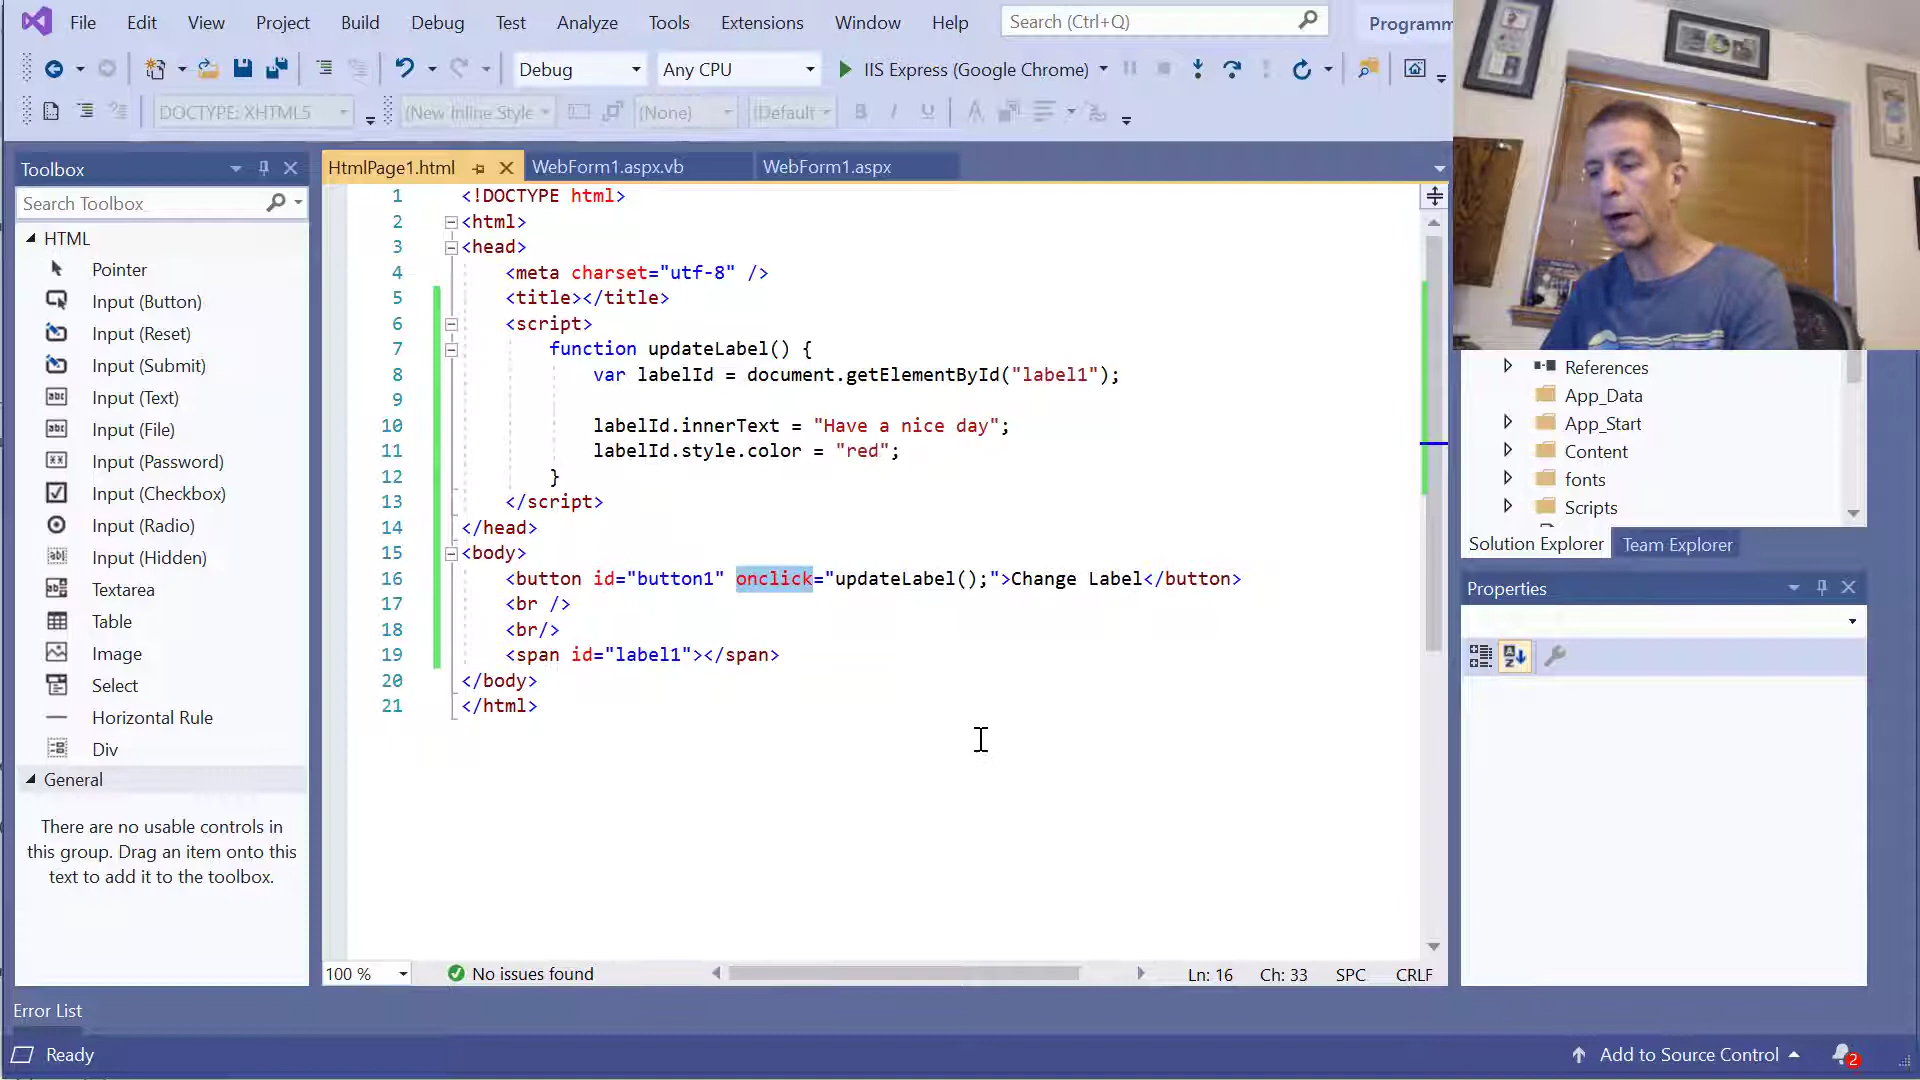 File Edit View Project Build Debug Test Analyze Tools Extensions Window Help Search (Ctrl+Q) Programm
Debug Any CPU IIS Express (Google Chrome)
DOCTYPE: XHTML5 (New Inline Style (None) (Default B I U A
Toolbox
Search Toolbox
HTML
Pointer
Input (Button)
Input (Reset)
Input (Submit)
Input (Text)
Input (File)
Input (Password)
Input (Checkbox)
Input (Radio)
Input (Hidden)
Textarea
Table
Image
Select
Horizontal Rule
Div
General
There are no usable controls in
this group. Drag an item onto this
text to add it to the toolbox.
HtmlPage1.html WebForm1.aspx.vb WebForm1.aspx
1 <!DOCTYPE html>
2 <html>
3 <head>
4 <meta charset="utf-8" />
5 <title></title>
6 <script>
7 function updateLabel() {
8 var labelId = document.getElementById("label1");
9
10 labelId.innerText = "Have a nice day";
11 labelId.style.color = "red";
12 }
13 </script>
14 </head>
15 <body>
16 <button id="button1" onclick="updateLabel();">Change Label</button>
17 <br />
18 <br/>
19 <span id="label1"></span>
20 </body>
21 </html>
100 % No issues found Ln: 16 Ch: 33 SPC CRLF
References
App_Data
App_Start
Content
fonts
Scripts
Solution Explorer Team Explorer
Properties
Error List
Ready Add to Source Control 2